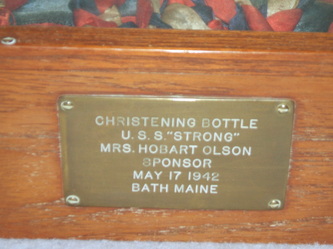 CHRISTENING BOTTLE
U.S.S."STRONG"
MRS. HOBART OLSON
SPONSOR
MAY 17 1942
BATH MAINE